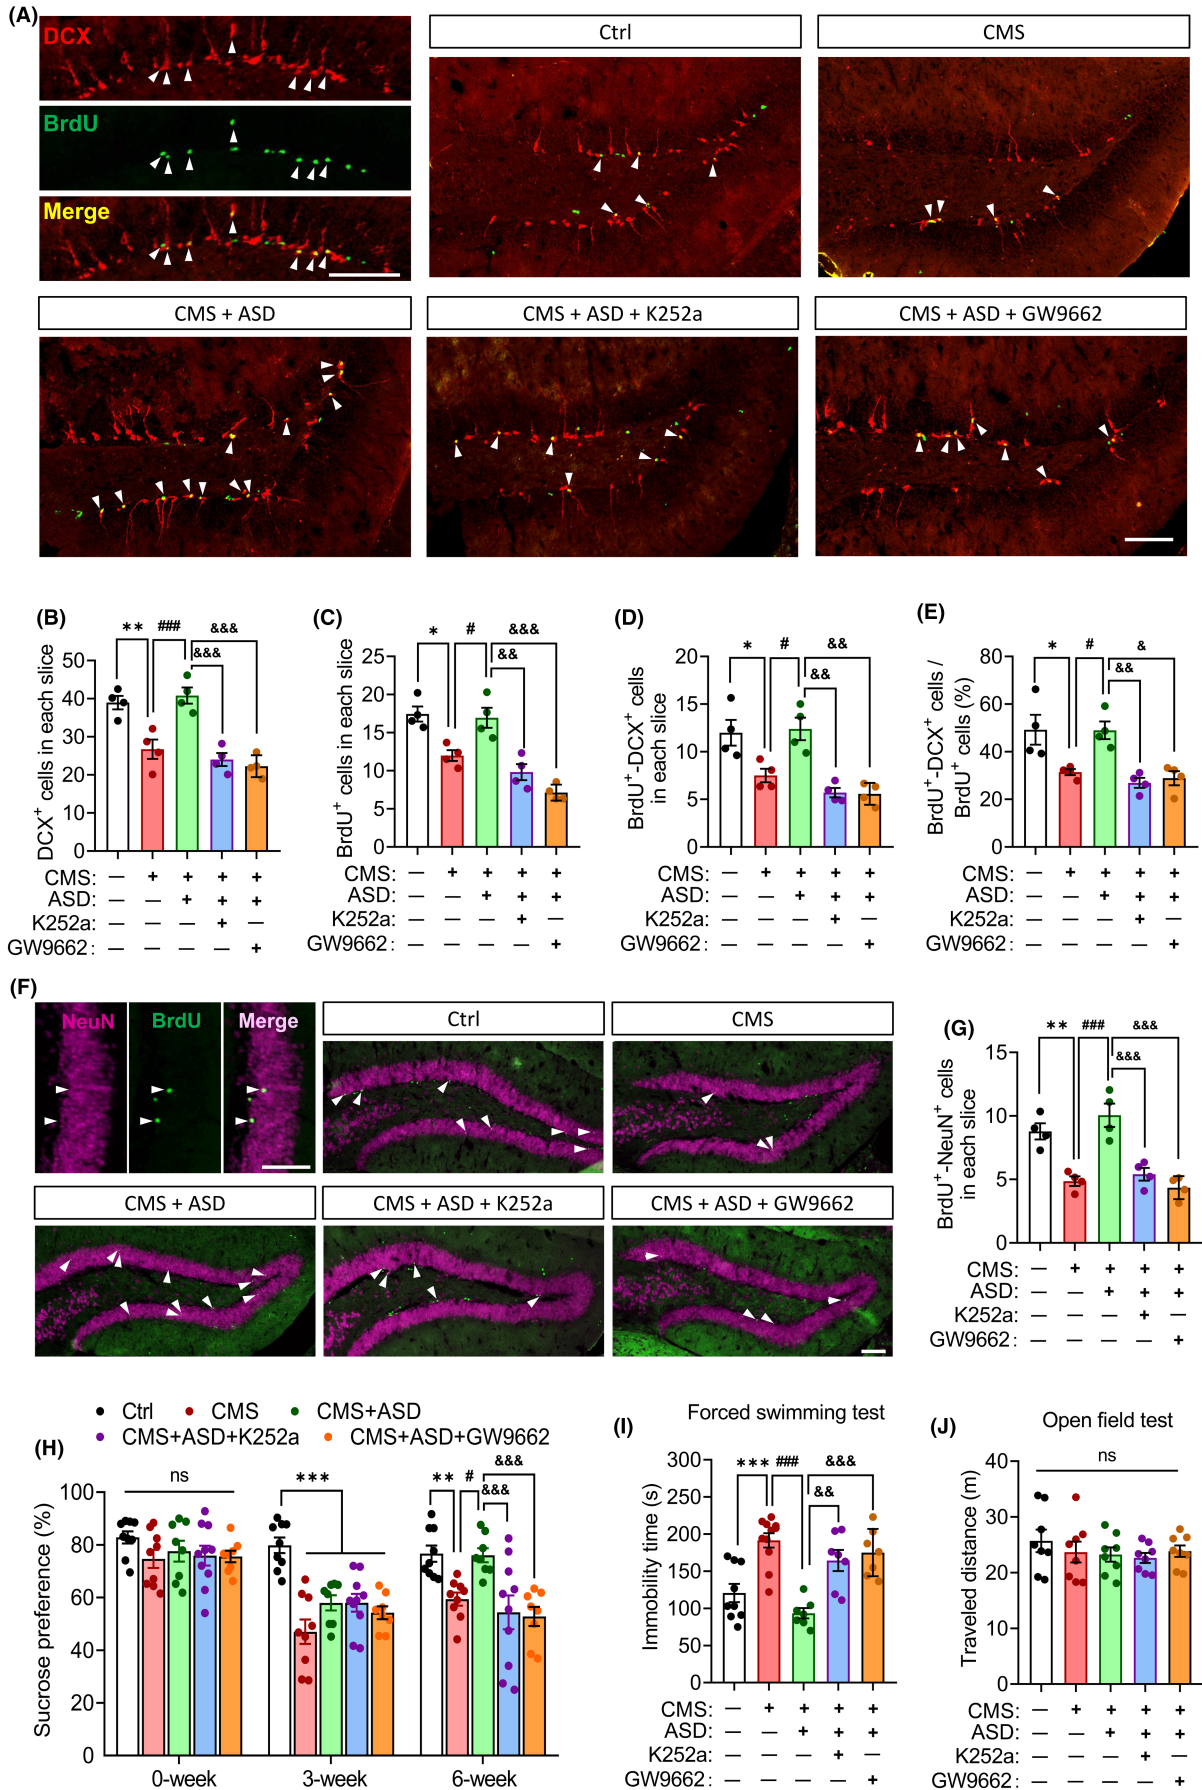 (A)
DCX
BrdU
Merge
Ctrl
CMS
CMS + ASD
CMS + ASD + K252a
CMS + ASD + GW9662
(B)
** ### &&& &&&
DCX+ cells in each slice
50
40
30
20
10
0
CMS: — + + + +
ASD: — — + + +
K252a: — — — + —
GW9662: — — — — +
(C)
* # &&& &&
BrdU+ cells in each slice
25
20
15
10
5
0
CMS: — + + + +
ASD: — — + + +
K252a: — — — + —
GW9662: — — — — +
(D)
* # && &&
BrdU+-DCX+ cells
in each slice
20
15
10
5
0
CMS: — + + + +
ASD: — — + + +
K252a: — — — + —
GW9662: — — — — +
(E)
* # & &&
BrdU+-DCX+ cells /
BrdU+ cells (%)
80
60
40
20
0
CMS: — + + + +
ASD: — — + + +
K252a: — — — + —
GW9662: — — — — +
(F)
NeuN
BrdU
Merge
Ctrl
CMS
CMS + ASD
CMS + ASD + K252a
CMS + ASD + GW9662
(G)
** ### &&& &&&
BrdU+-NeuN+ cells
in each slice
15
10
5
0
CMS: — + + + +
ASD: — — + + +
K252a: — — — + —
GW9662: — — — — +
(H)
Ctrl CMS CMS+ASD
CMS+ASD+K252a CMS+ASD+GW9662
ns *** ** # &&& &&&
Sucrose preference (%)
100
80
60
40
20
0
0-week 3-week 6-week
(I)
Forced swimming test
*** ### &&& &&
Immobility time (s)
300
250
200
150
100
50
0
CMS: — + + + +
ASD: — — + + +
K252a: — — — + —
GW9662: — — — — +
(J)
Open field test
ns
Traveled distance (m)
40
30
20
10
0
CMS: — + + + +
ASD: — — + + +
K252a: — — — + —
GW9662: — — — — +